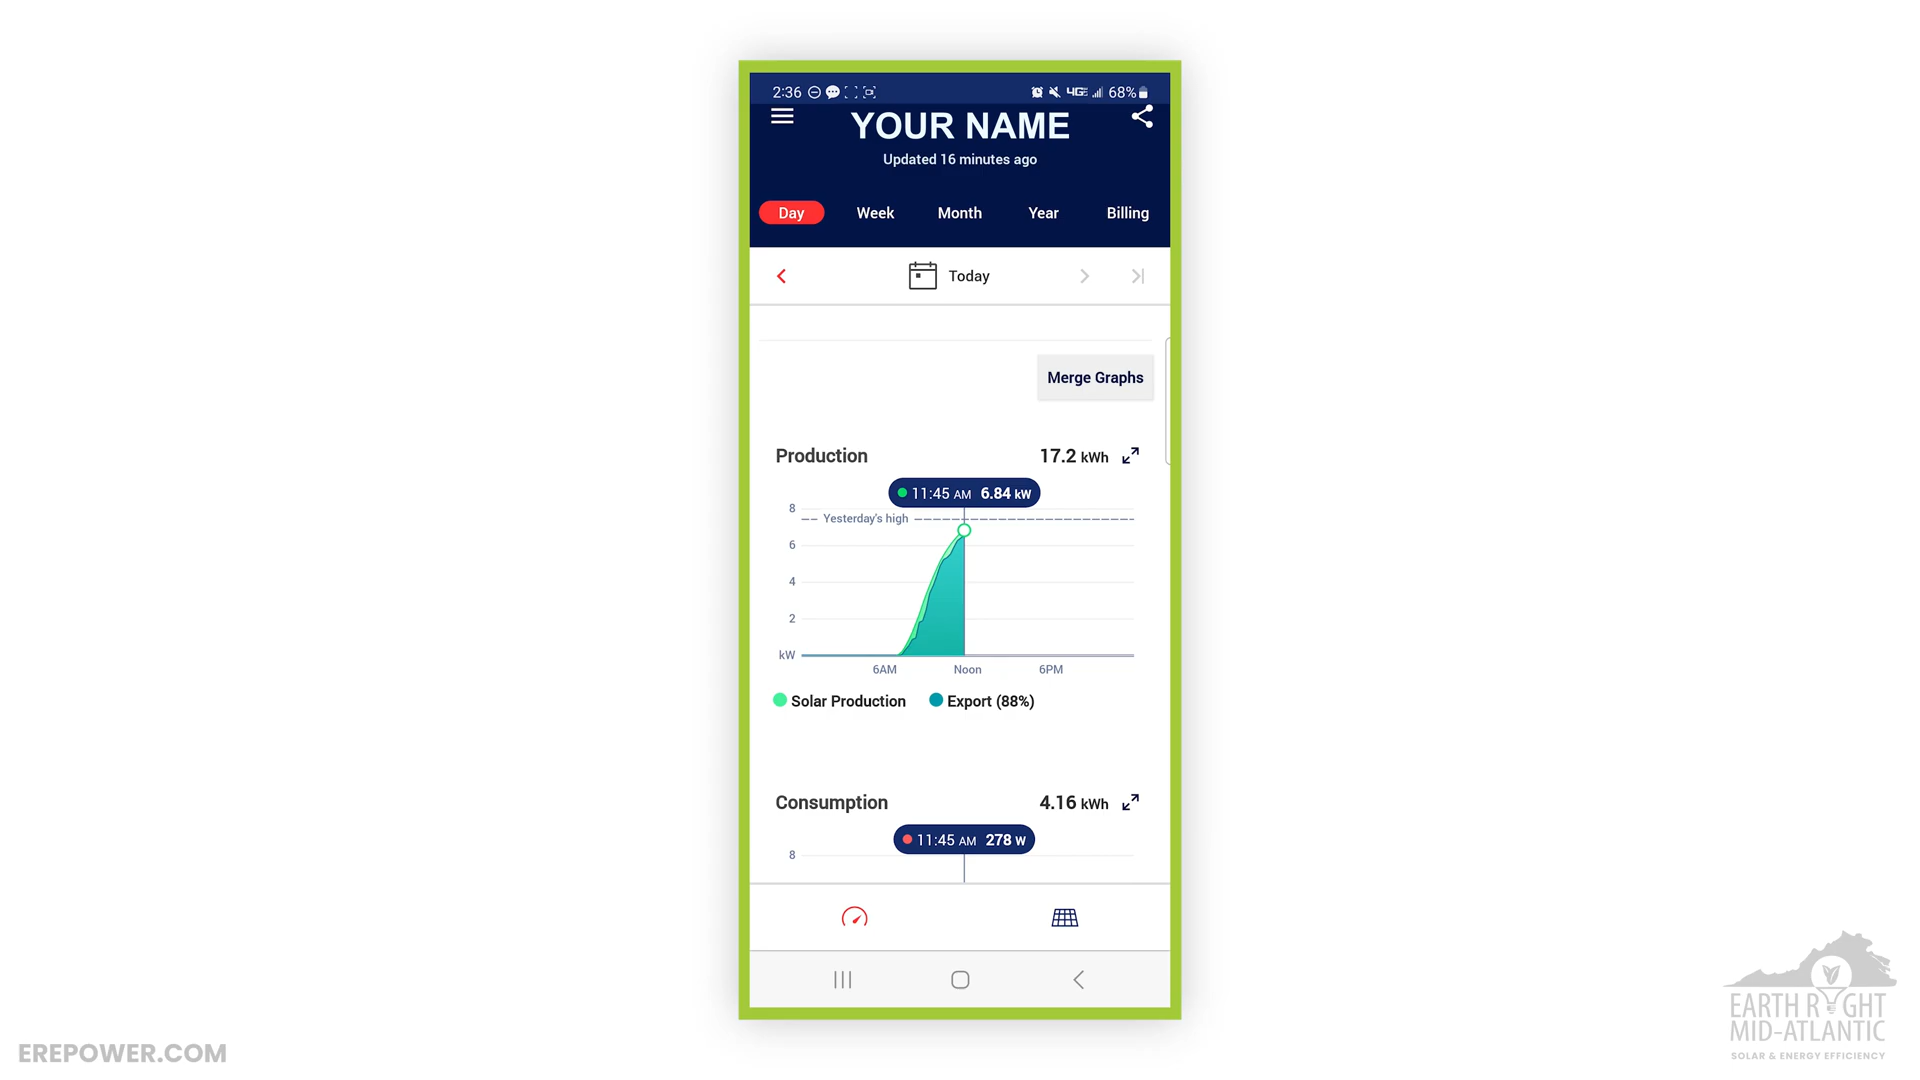 2:36
4G 68%
YOUR NAME
Updated 16 minutes ago
Day Week Month Year Billing
Today
Merge Graphs
Production 17.2 kWh
11:45 AM 6.84 kW
8
Yesterday's high
6
4
2
kW
6AM Noon 6PM
Solar Production Export (88%)
Consumption 4.16 kWh
11:45 AM 278 W
8
EREPOWER.COM
EARTH RIGHT
MID-ATLANTIC
SOLAR & ENERGY EFFICIENCY